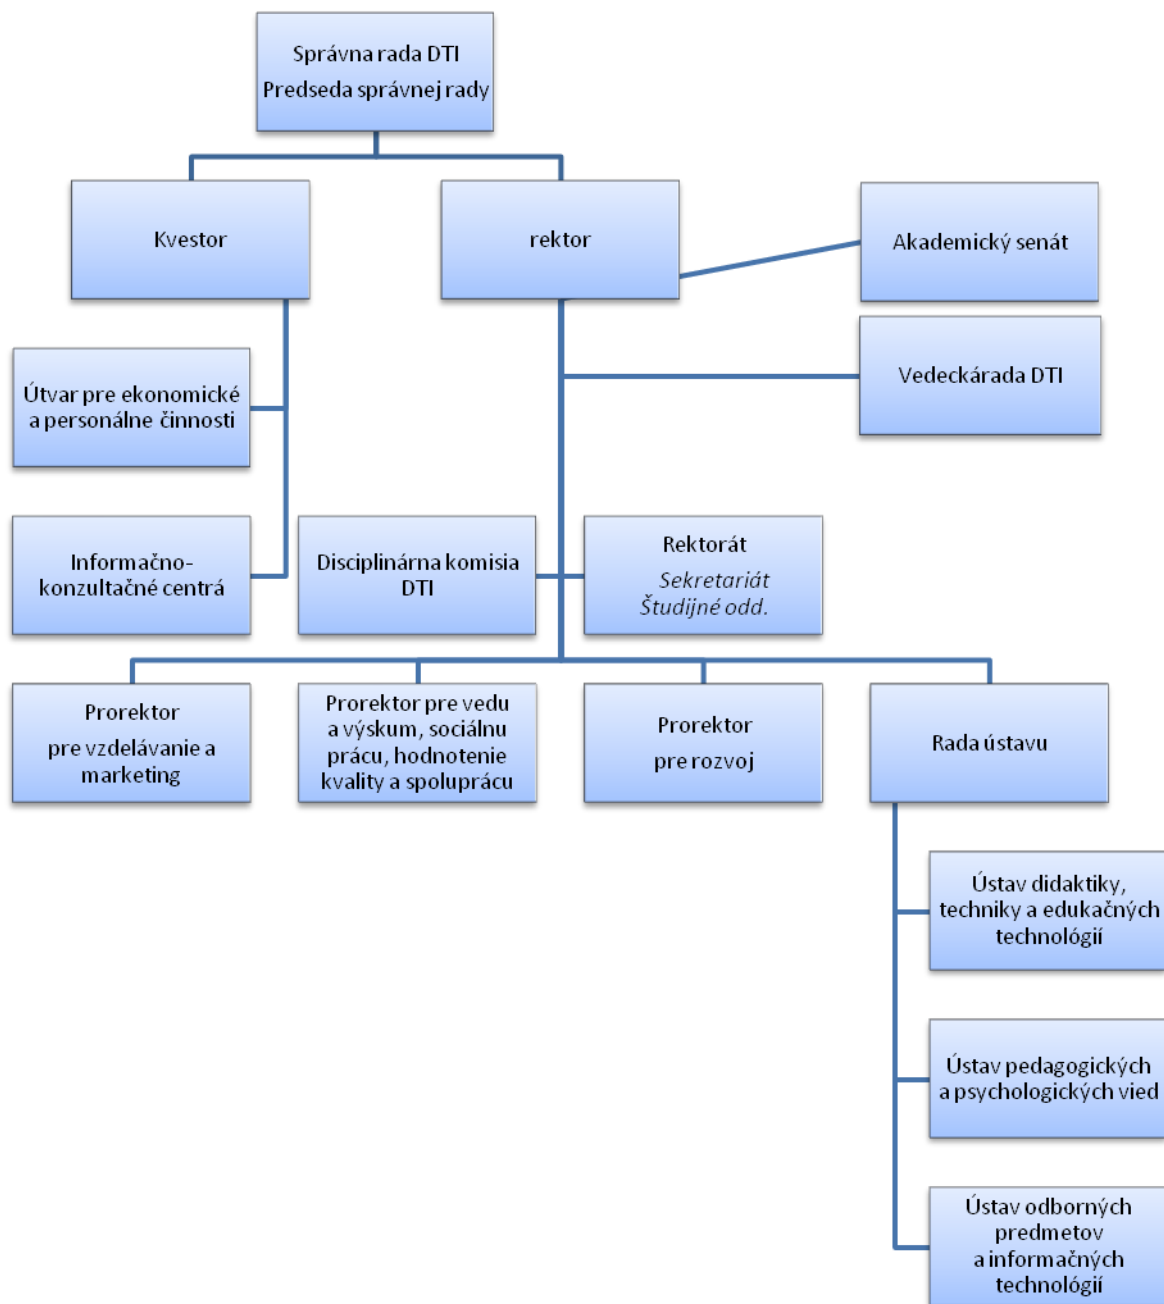 Správna rada DTI
Predseda správnej rady
Kvestor
rektor
Akademický senát
Vedeckárada DTI
Útvar pre ekonomické
a personálne činnosti
Informačno-
konzultačné centrá
Disciplinárna komisia
DTI
Rektorát
Sekretariát
Študijné odd.
Prorektor
pre vzdelávanie a
marketing
Prorektor pre vedu
a výskum, sociálnu
prácu, hodnotenie
kvality a spoluprácu
Prorektor
pre rozvoj
Rada ústavu
Ústav didaktiky,
techniky a edukačných
technológií
Ústav pedagogických
a psychologických vied
Ústav odborných
predmetov
a informačných
technológií